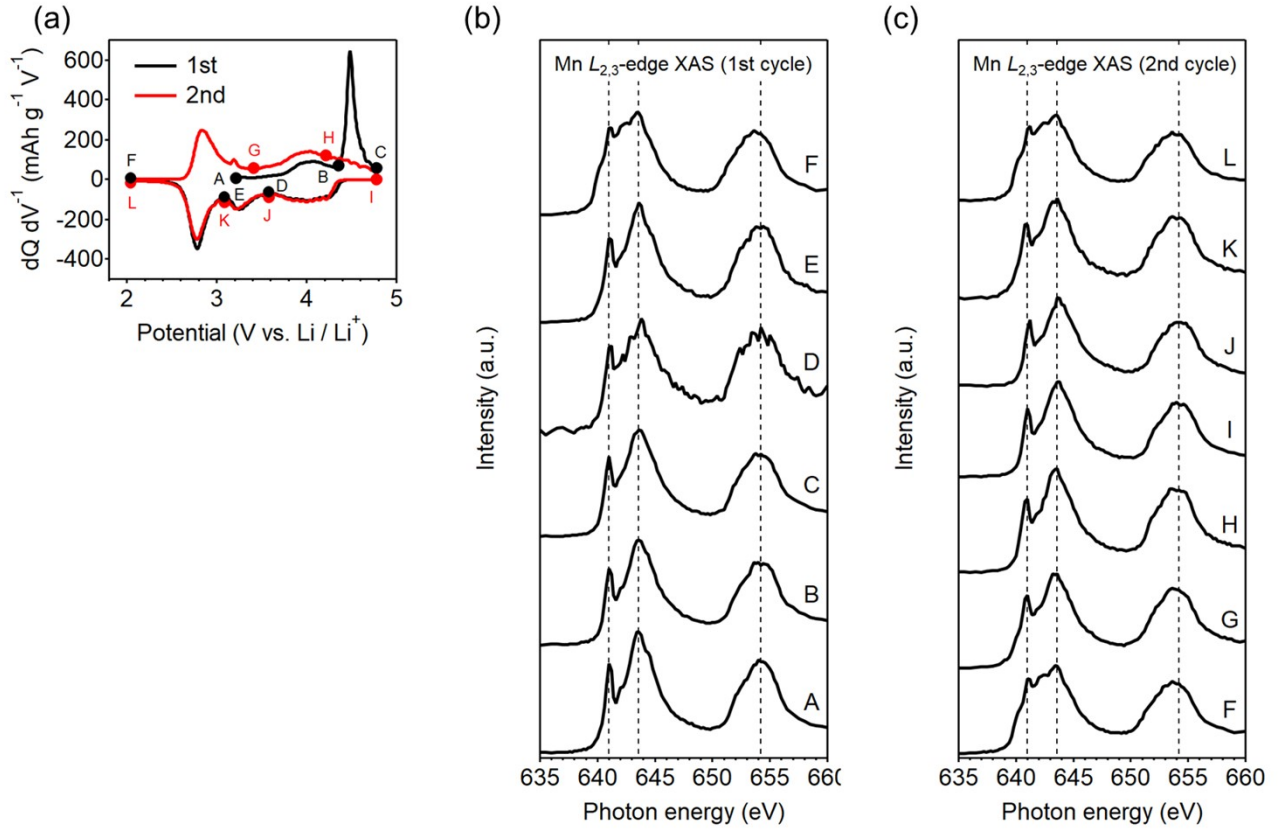 (a)
dQ dV⁻¹ (mAh g⁻¹ V⁻¹)
600
400
200
0
-200
-400
1st
2nd
F
L
A
E
K
G
D
J
H
B
C
I
2
3
4
5
Potential (V vs. Li / Li⁺)
(b)
Mn L₂,₃-edge XAS (1st cycle)
F
E
D
C
B
A
Intensity (a.u.)
635
640
645
650
655
660
Photon energy (eV)
(c)
Mn L₂,₃-edge XAS (2nd cycle)
L
K
J
I
H
G
F
Intensity (a.u.)
635
640
645
650
655
660
Photon energy (eV)